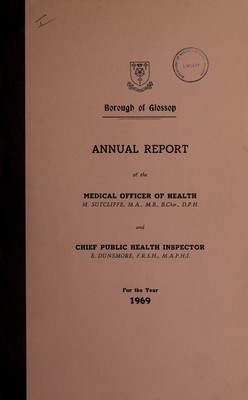 Borough of Glossop
ANNUAL REPORT
of the
MEDICAL OFFICER OF HEALTH
M. SUTCLIFFE, M.A., M.B., B.Chir., D.P.H.
and
CHIEF PUBLIC HEALTH INSPECTOR
E. DUNSMORE, F.R.S.H., M.A.P.H.I.
For the Year
1969